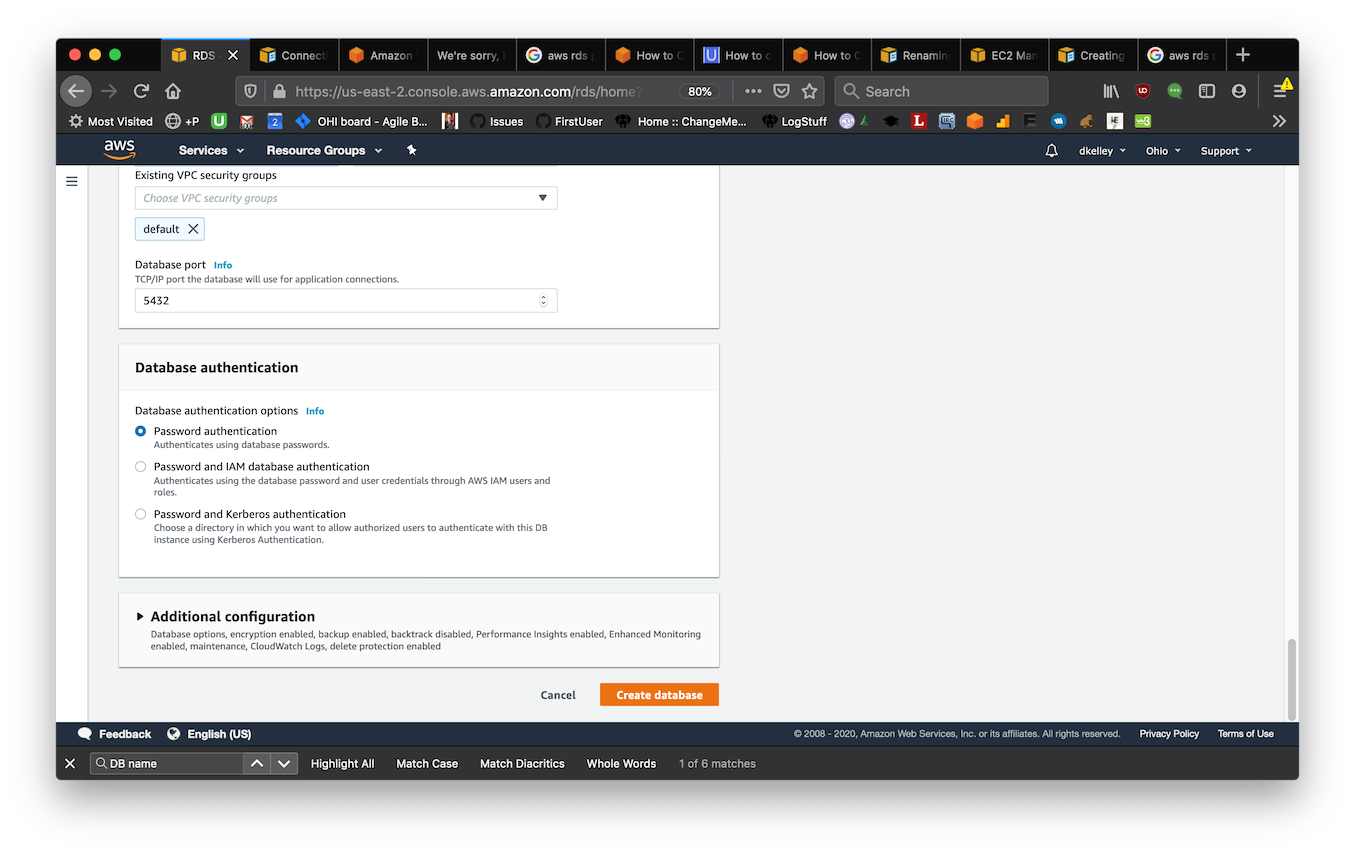 RDS
Connect
Amazon
We're sorry,
aws rds
How to C
How to c
How to C
Renamin
EC2 Man
Creating
aws rds
https://us-east-2.console.aws.amazon.com/rds/home?
80%
Search
Most Visited
+P
2
OHI board - Agile B...
Issues
FirstUser
Home :: ChangeMe...
LogStuff
aws
Services
Resource Groups
dkelley
Ohio
Support
Existing VPC security groups
Choose VPC security groups
default
Database port Info
TCP/IP port the database will use for application connections.
5432
Database authentication
Database authentication options Info
Password authentication
Authenticates using database passwords.
Password and IAM database authentication
Authenticates using the database password and user credentials through AWS IAM users and
roles.
Password and Kerberos authentication
Choose a directory in which you want to allow authorized users to authenticate with this DB
instance using Kerberos Authentication.
Additional configuration
Database options, encryption enabled, backup enabled, backtrack disabled, Performance Insights enabled, Enhanced Monitoring
enabled, maintenance, CloudWatch Logs, delete protection enabled
Cancel
Create database
Feedback
English (US)
© 2008 - 2020, Amazon Web Services, Inc. or its affiliates. All rights reserved.
Privacy Policy
Terms of Use
DB name
Highlight All
Match Case
Match Diacritics
Whole Words
1 of 6 matches